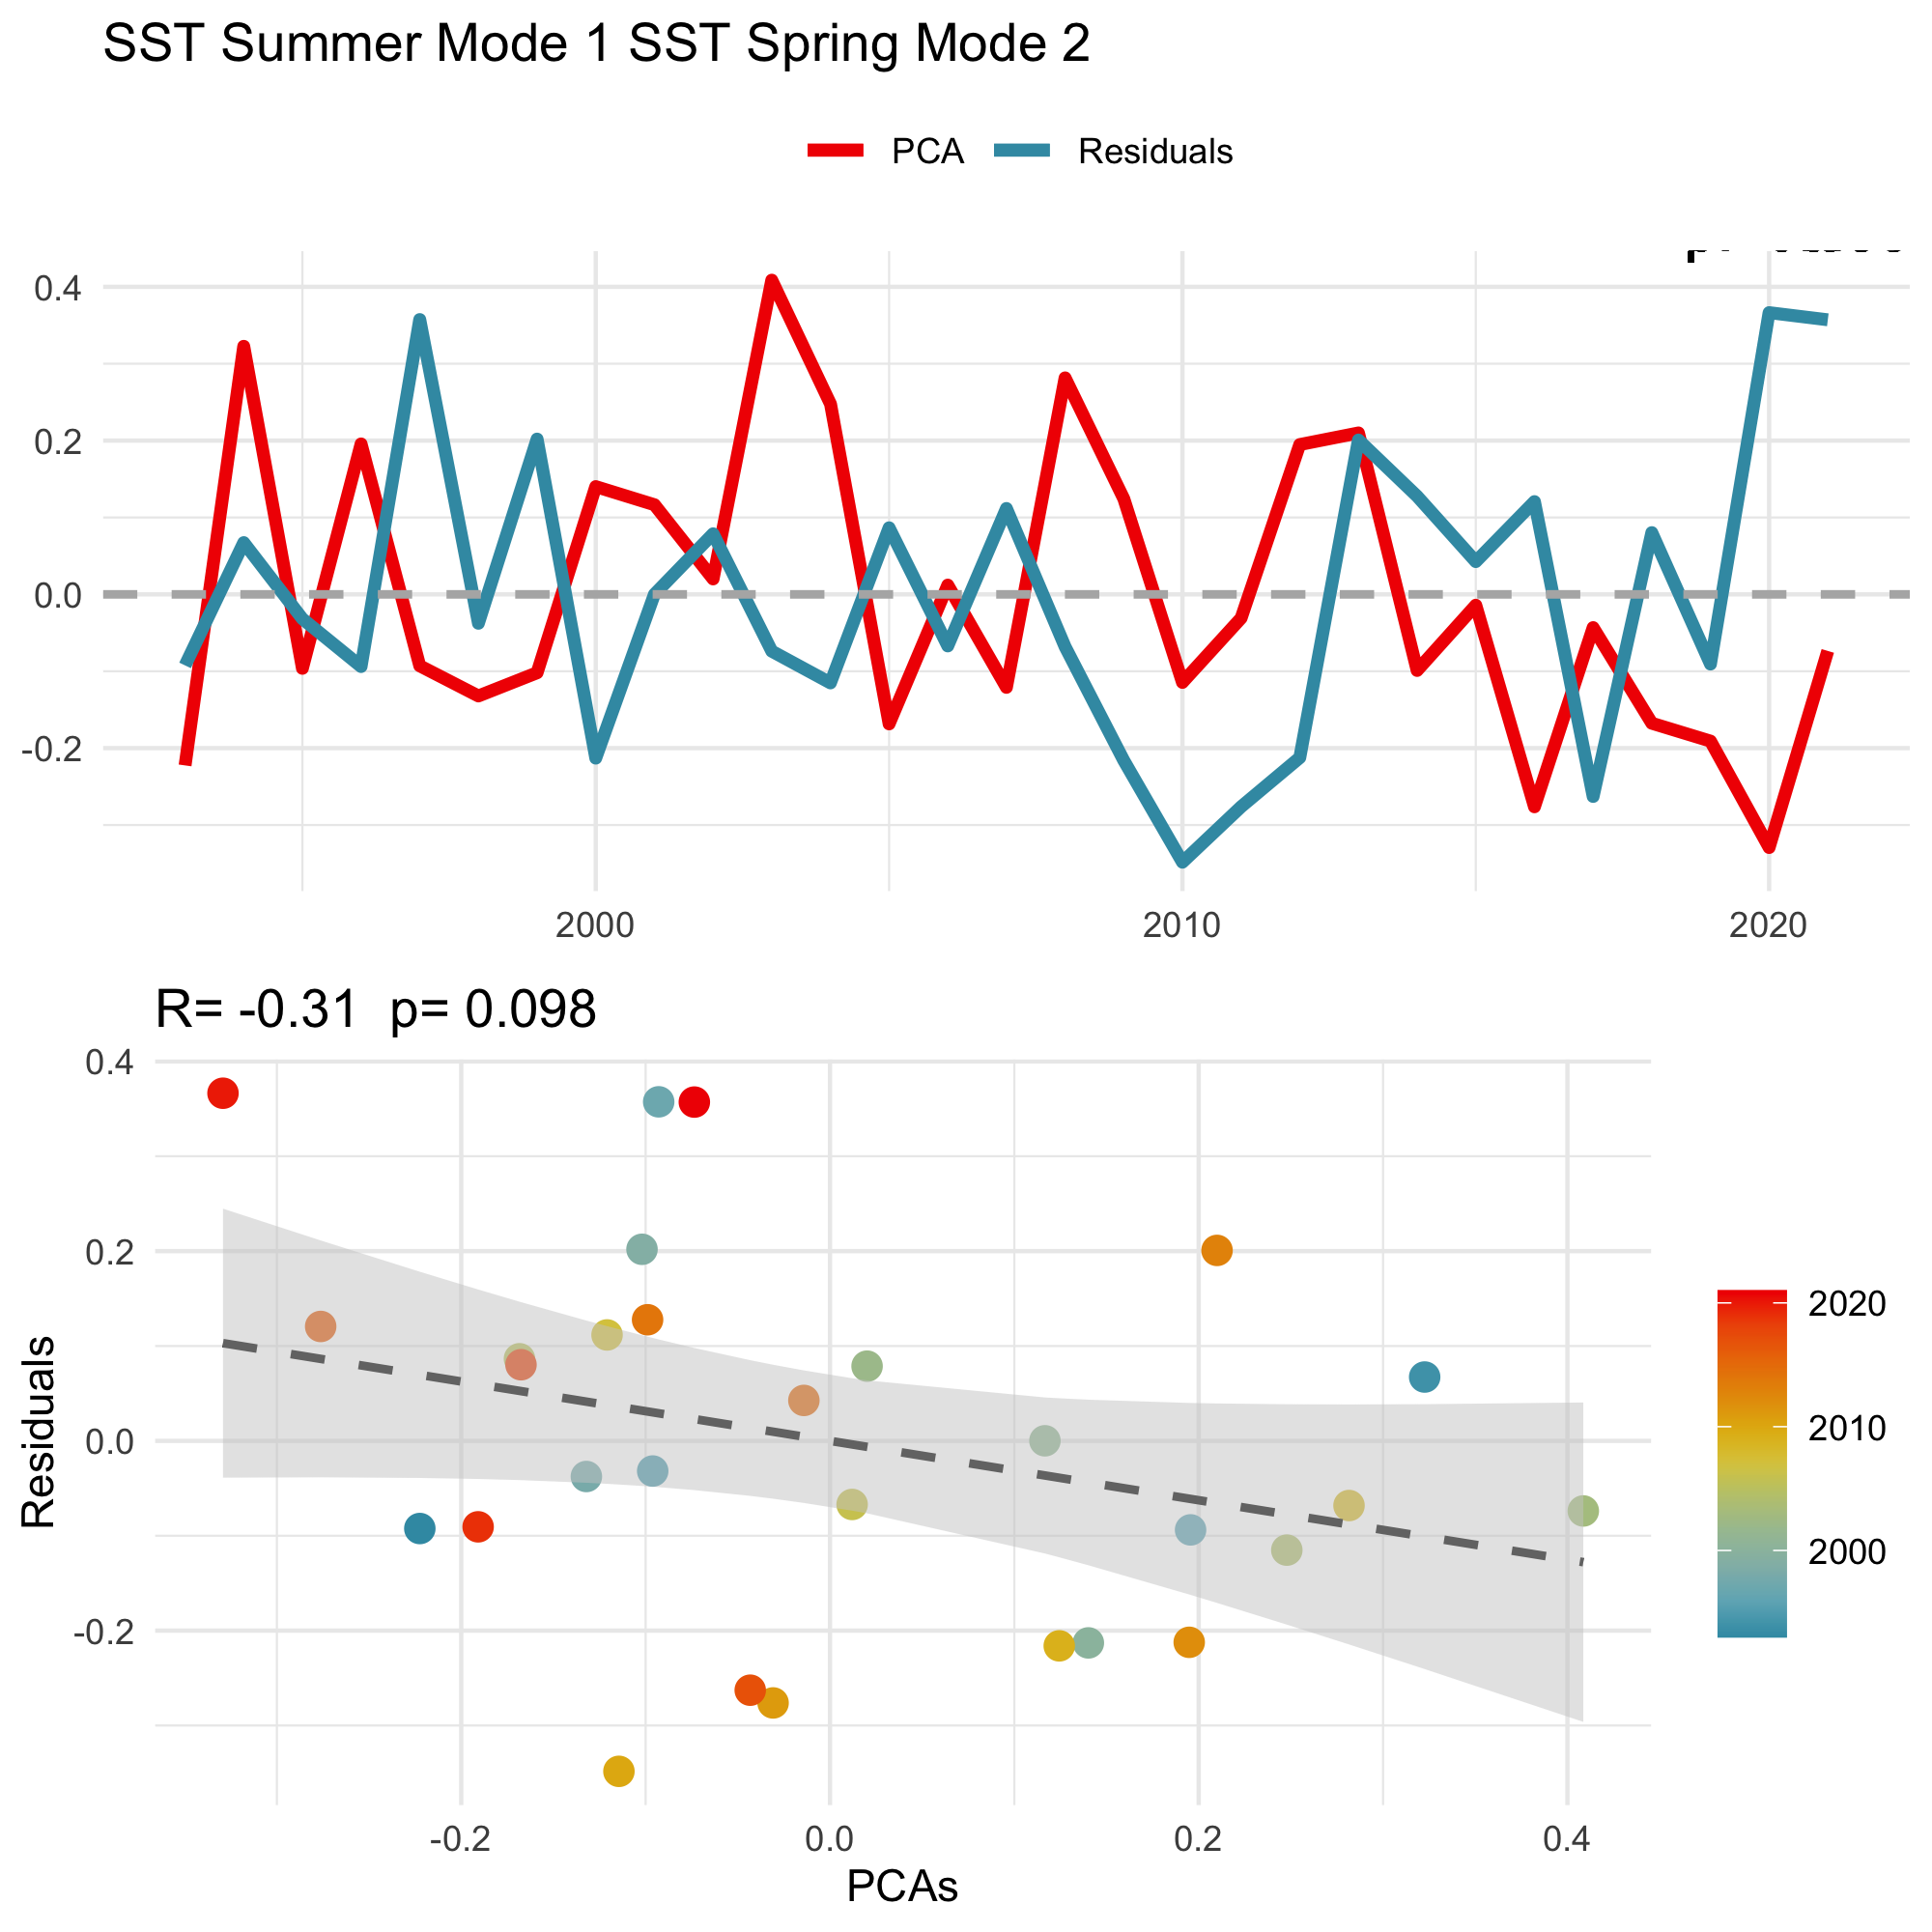 SST Summer Mode 1 SST Spring Mode 2
PCA Residuals
0.4
0.2
0.0
-0.2
2000 2010 2020
R= -0.31 p= 0.098
0.4
0.2
0.0
-0.2
Residuals
-0.2 0.0 0.2 0.4
PCAs
2020
2010
2000